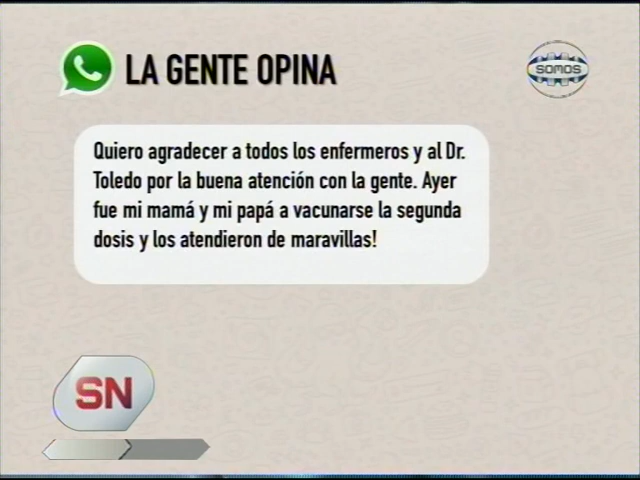 LA GENTE OPINA
SOMOS
Quiero agradecer a todos los enfermeros y al Dr.
Toledo por la buena atención con la gente. Ayer
fue mi mamá y mi papá a vacunarse la segunda
dosis y los atendieron de maravillas!
SN